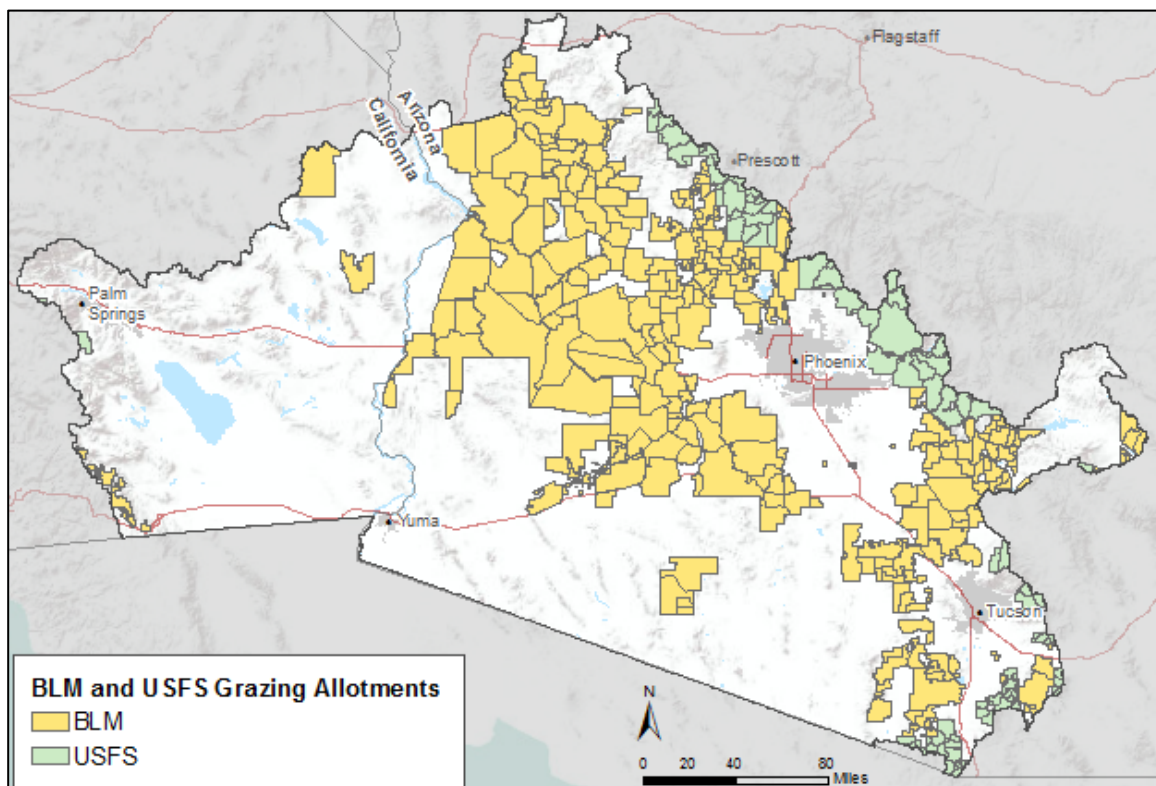 Flagstaff
Arizona
California
Prescott
Palm
Springs
Phoenix
Yuma
Tucson
BLM and USFS Grazing Allotments
BLM
USFS
N
0 20 40 80
Miles